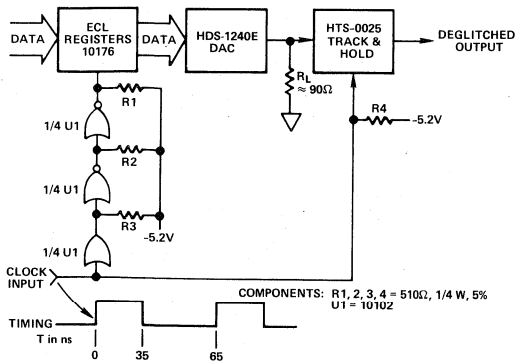 DATA
ECL
REGISTERS
10176
DATA
HDS-1240E
DAC
HTS-0025
TRACK &
HOLD
DEGLITCHED
OUTPUT
RL
≈ 90Ω
R1
1/4 U1
R4
-5.2V
R2
1/4 U1
R3
-5.2V
1/4 U1
CLOCK
INPUT
COMPONENTS: R1, 2, 3, 4 = 510Ω, 1/4 W, 5%
U1 = 10102
TIMING
T in ns
0 35 65